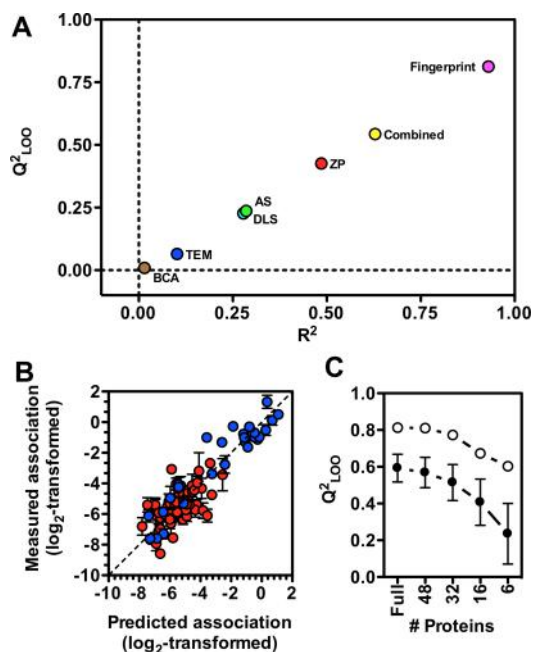 A
1.00
0.75
0.50
0.25
0.00
Q²LOO
Fingerprint
Combined
ZP
AS
DLS
TEM
BCA
0.00 0.25 0.50 0.75 1.00
R²
B
Measured association
(log₂-transformed)
2
0
-2
-4
-6
-8
-10
-10 -8 -6 -4 -2 0 2
Predicted association
(log₂-transformed)
C
Q²LOO
1.0
0.8
0.6
0.4
0.2
0.0
Full 48 32 16 6
# Proteins